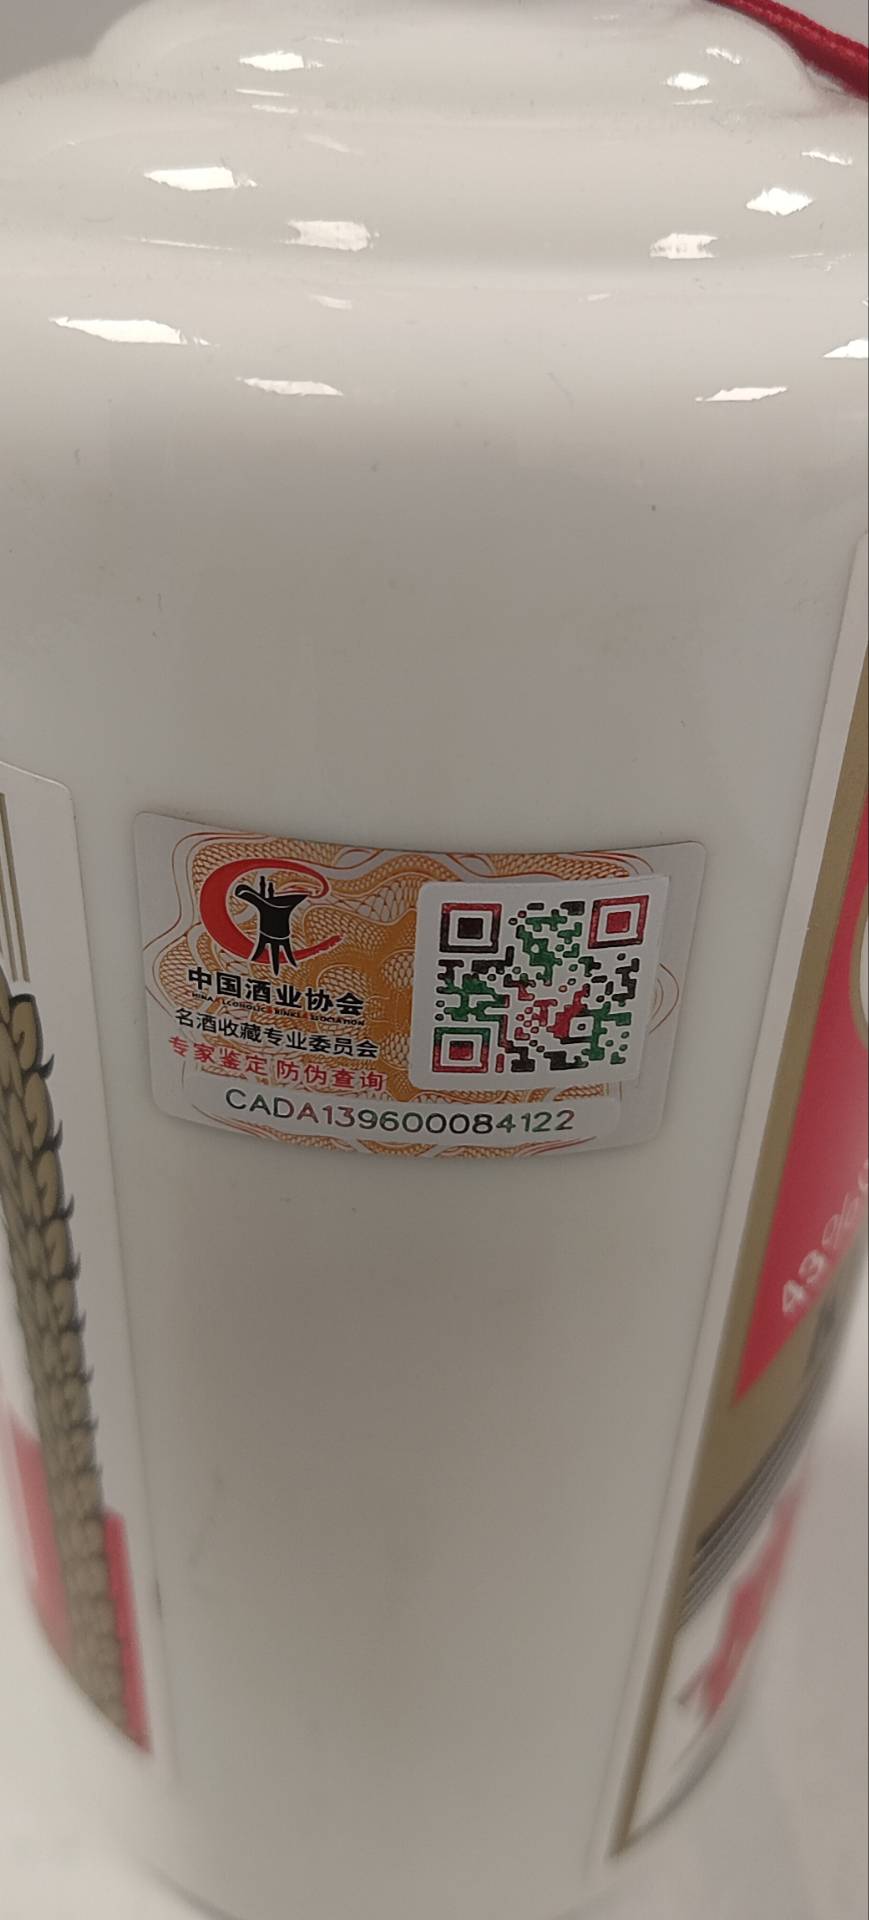 中国酒业协会
名酒收藏专业委员会
专家鉴定 防伪查询
CADA139600084122
43%